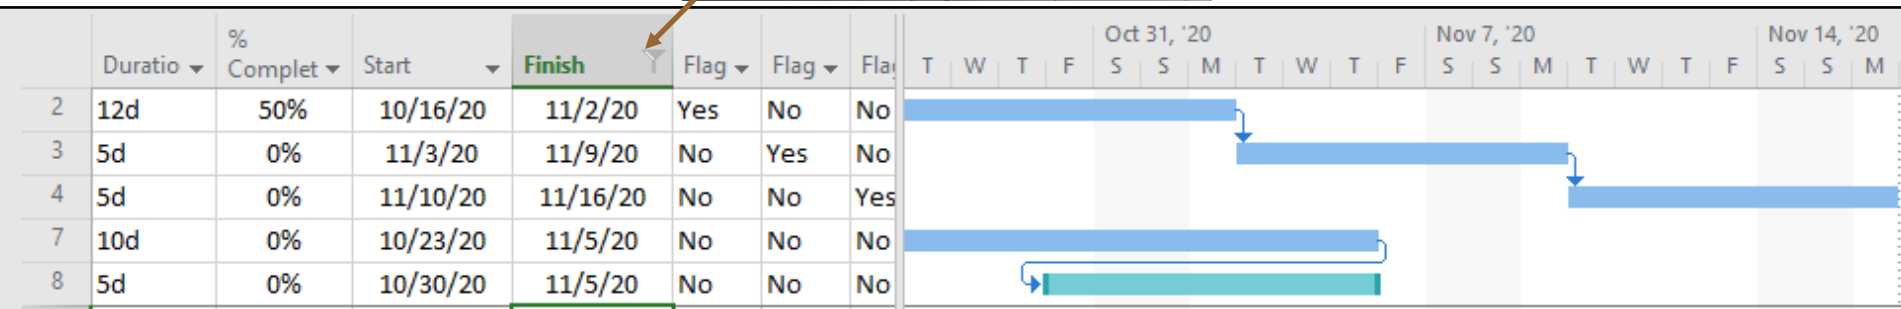 Oct 31, '20 Nov 7, '20 Nov 14, '20
Duratio % Complet Start Finish Flag Flag Flag T W T F S S M T W T F S S M T W T F S S M
2 12d 50% 10/16/20 11/2/20 Yes No No
3 5d 0% 11/3/20 11/9/20 No Yes No
4 5d 0% 11/10/20 11/16/20 No No Yes
7 10d 0% 10/23/20 11/5/20 No No No
8 5d 0% 10/30/20 11/5/20 No No No